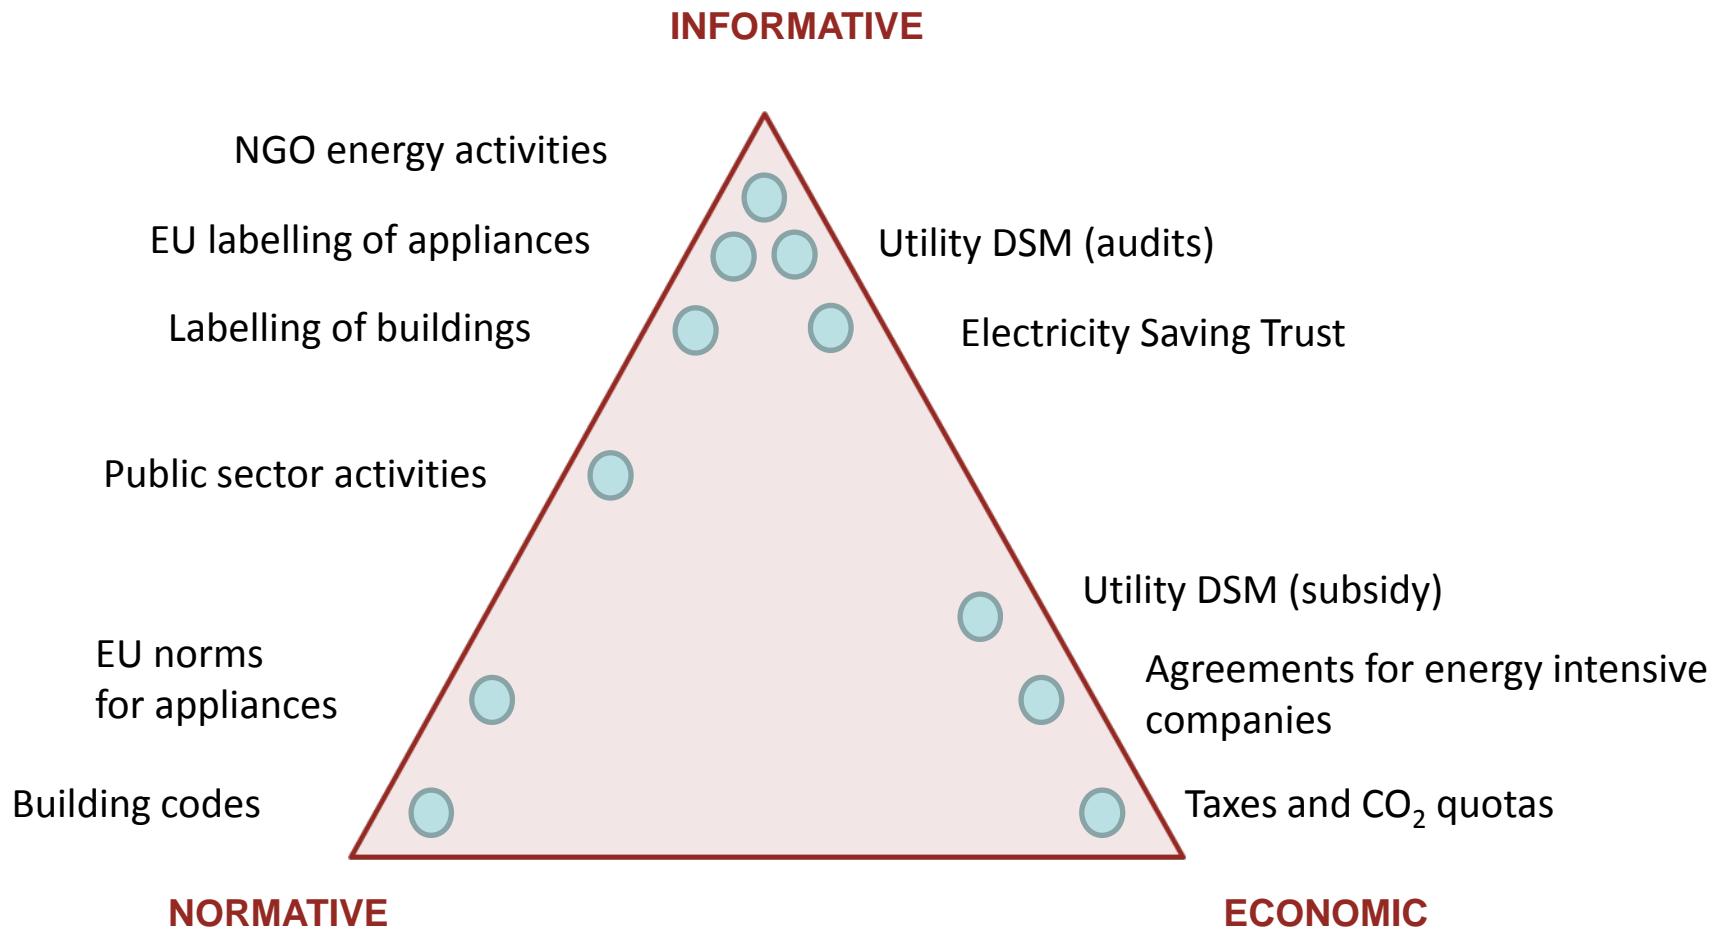 INFORMATIVE
NGO energy activities
EU labelling of appliances
Utility DSM (audits)
Labelling of buildings
Electricity Saving Trust
Public sector activities
Utility DSM (subsidy)
EU norms
for appliances
Agreements for energy intensive
companies
Building codes
Taxes and CO₂ quotas
NORMATIVE
ECONOMIC